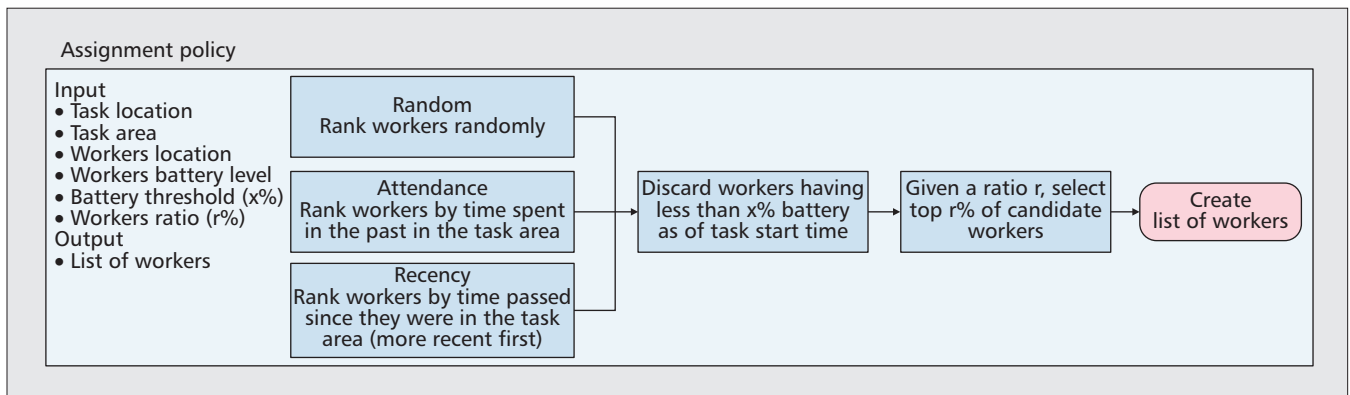 Assignment policy
Input
• Task location
• Task area
• Workers location
• Workers battery level
• Battery threshold (x%)
• Workers ratio (r%)
Output
• List of workers
Random
Rank workers randomly
Attendance
Rank workers by time spent
in the past in the task area
Recency
Rank workers by time passed
since they were in the task
area (more recent first)
Discard workers having
less than x% battery
as of task start time
Given a ratio r, select
top r% of candidate
workers
Create
list of workers